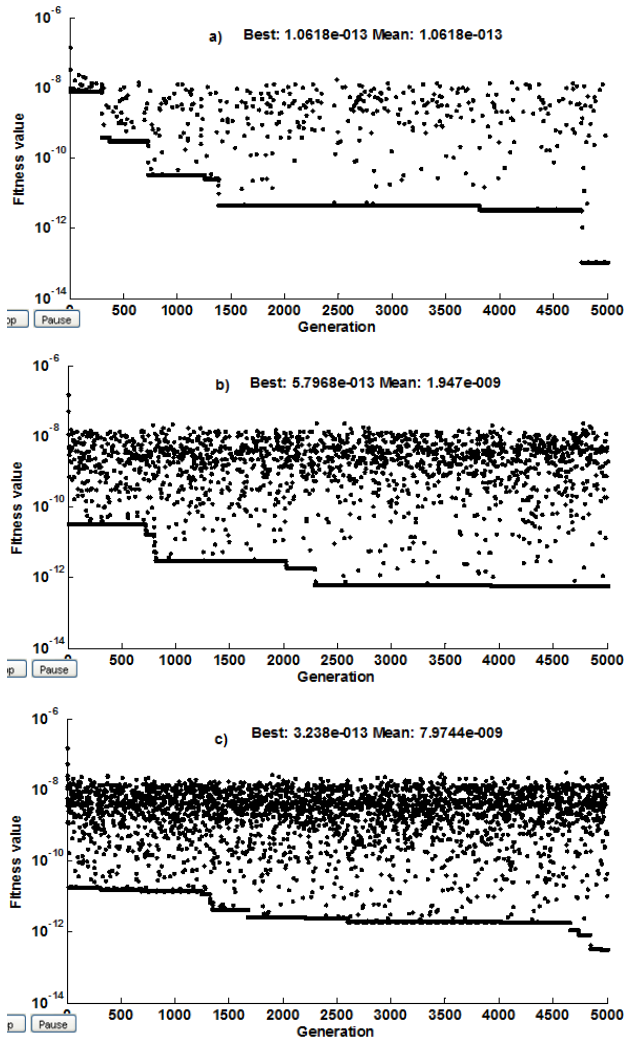 a) Best: 1.0618e-013 Mean: 1.0618e-013
10-6
10-8
10-10
10-12
10-14
Fitness value
0 500 1000 1500 2000 2500 3000 3500 4000 4500 5000
Generation
op Pause
b) Best: 5.7968e-013 Mean: 1.947e-009
10-6
10-8
10-10
10-12
10-14
Fitness value
0 500 1000 1500 2000 2500 3000 3500 4000 4500 5000
Generation
op Pause
c) Best: 3.238e-013 Mean: 7.9744e-009
10-6
10-8
10-10
10-12
10-14
Fitness value
0 500 1000 1500 2000 2500 3000 3500 4000 4500 5000
Generation
op Pause